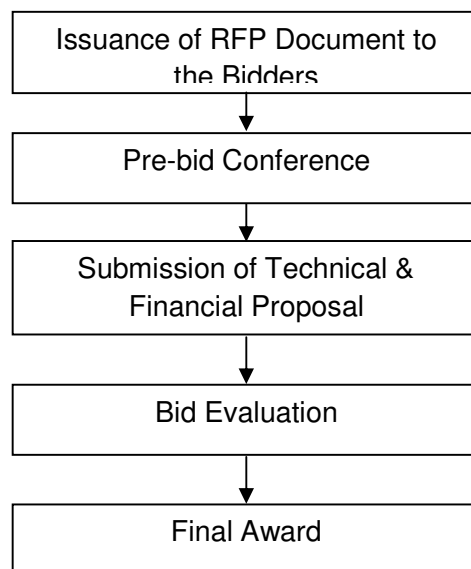 Issuance of RFP Document to
the Bidders
Pre-bid Conference
Submission of Technical &
Financial Proposal
Bid Evaluation
Final Award